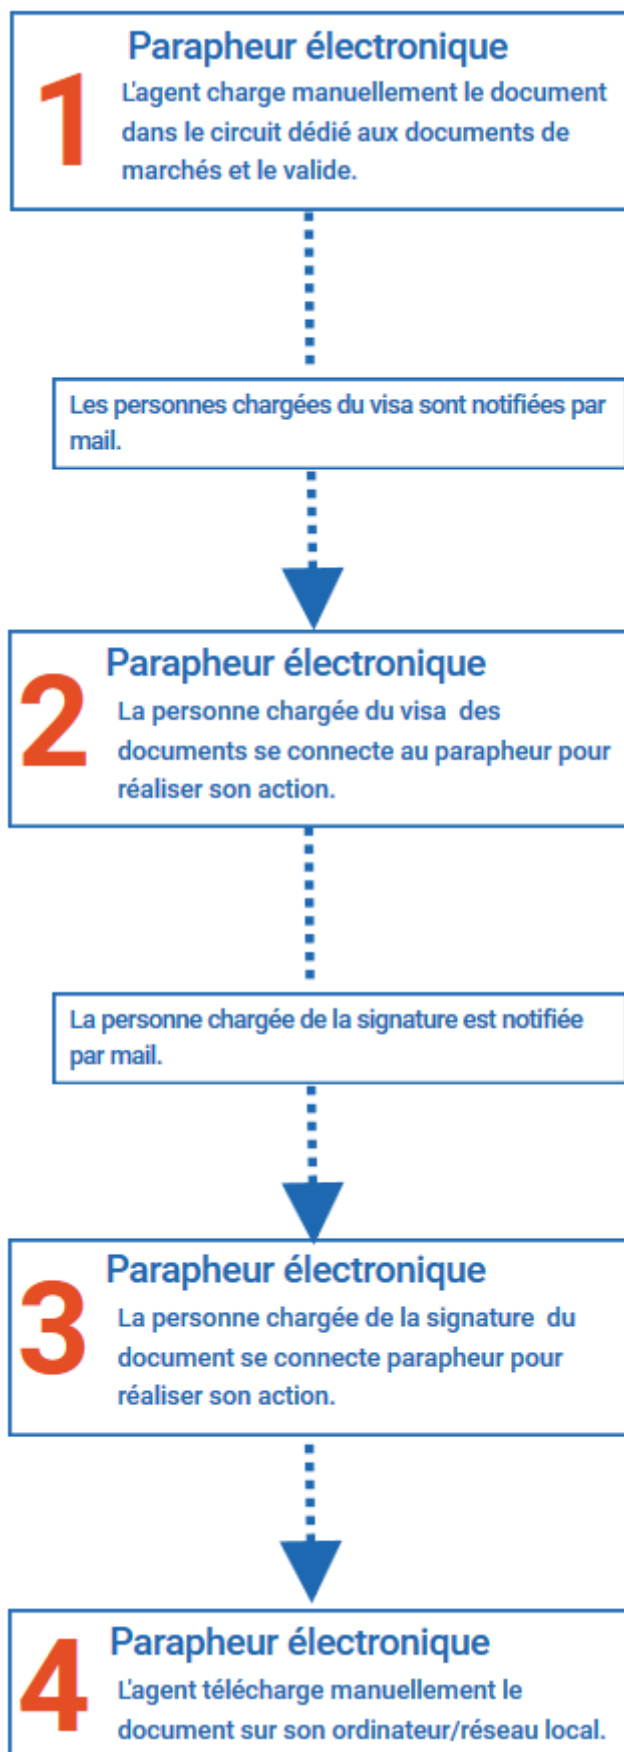 Parapheur électronique
1
L'agent charge manuellement le document
dans le circuit dédié aux documents de
marchés et le valide.
Les personnes chargées du visa sont notifiées par
mail.
Parapheur électronique
2
La personne chargée du visa des
documents se connecte au parapheur pour
réaliser son action.
La personne chargée de la signature est notifiée
par mail.
Parapheur électronique
3
La personne chargée de la signature du
document se connecte parapheur pour
réaliser son action.
Parapheur électronique
4
L'agent télécharge manuellement le
document sur son ordinateur/réseau local.